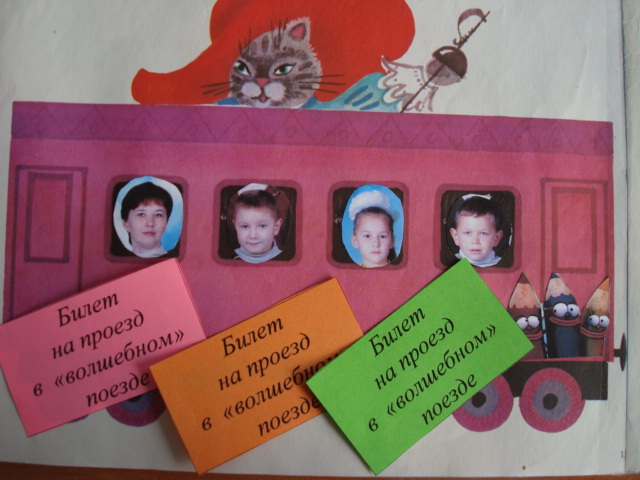 Билет
на проезд
в «волшебном»
поезде
Билет
на проезд
в «волшебном
поезде
Билет
на проезд
в «волшебном»
поезде